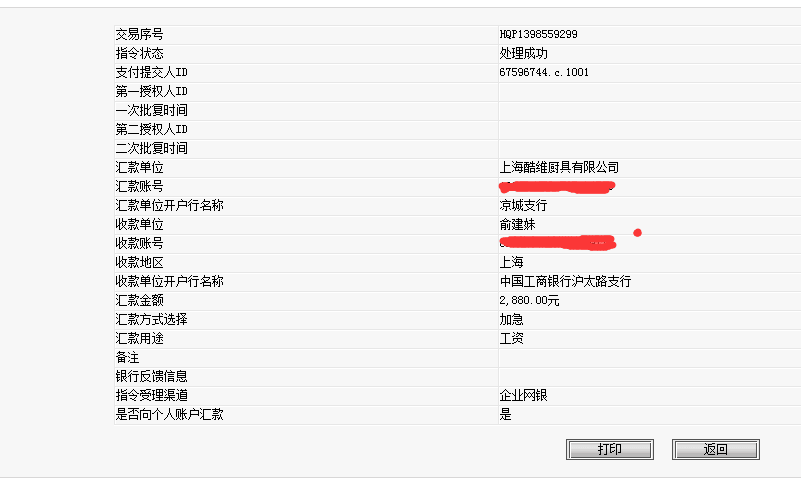 交易序号 HQP1398559299
指令状态 处理成功
支付提交人ID 67596744.c.1001
第一授权人ID
一次批复时间
第二授权人ID
二次批复时间
汇款单位 上海酷维厨具有限公司
汇款账号
汇款单位开户行名称 凉城支行
收款单位 俞建妹
收款账号
收款地区 上海
收款单位开户行名称 中国工商银行沪太路支行
汇款金额 2,880.00元
汇款方式选择 加急
汇款用途 工资
备注
银行反馈信息
指令受理渠道 企业网银
是否向个人账户汇款 是
打印 返回